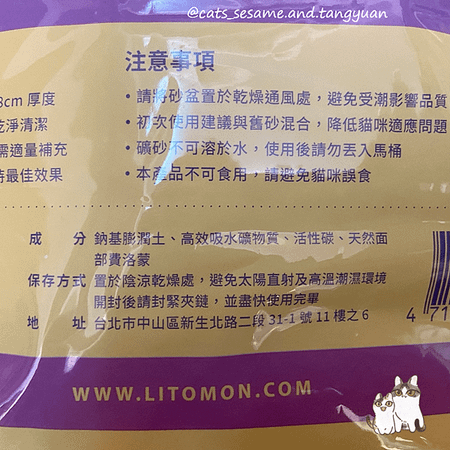 @cats_sesame.and.tangyuan
注意事項
8cm 厚度
・請將砂盆置於乾燥通風處，避免受潮影響品質
乾淨清潔
・初次使用建議與舊砂混合，降低貓咪適應問題
需適量補充
・礦砂不可溶於水，使用後請勿丟入馬桶
持最佳效果
・本產品不可食用，請避免貓咪誤食
成 分 鈉基膨潤土、高效吸水礦物質、活性碳、天然面
部費洛蒙
保存方式 置於陰涼乾燥處，避免太陽直射及高溫潮濕環境
開封後請封緊夾鏈，並盡快使用完畢
地 址 台北市中山區新生北路二段 31-1 號 11 樓之 6
4 71
WWW.LITOMON.COM